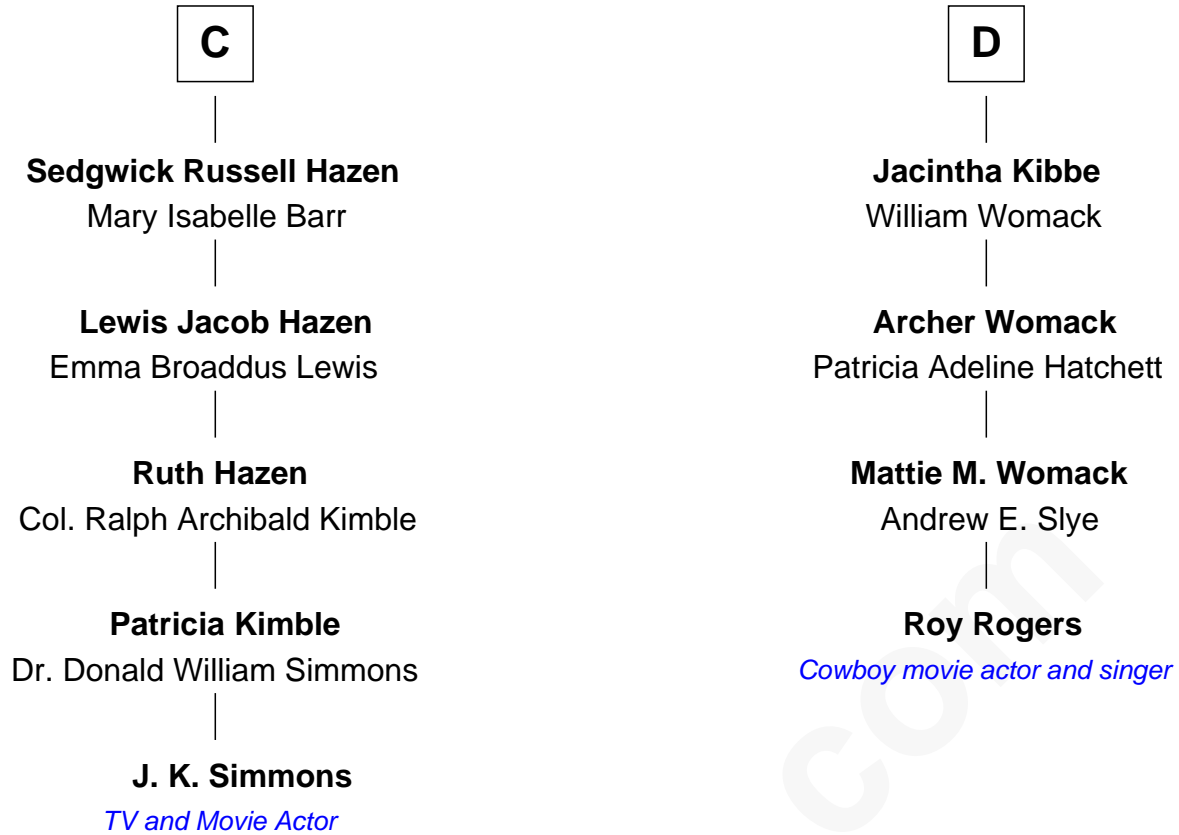 C
Sedgwick Russell Hazen
Mary Isabelle Barr
Lewis Jacob Hazen
Emma Broaddus Lewis
Ruth Hazen
Col. Ralph Archibald Kimble
Patricia Kimble
Dr. Donald William Simmons
J. K. Simmons
TV and Movie Actor
D
Jacintha Kibbe
William Womack
Archer Womack
Patricia Adeline Hatchett
Mattie M. Womack
Andrew E. Slye
Roy Rogers
Cowboy movie actor and singer
com